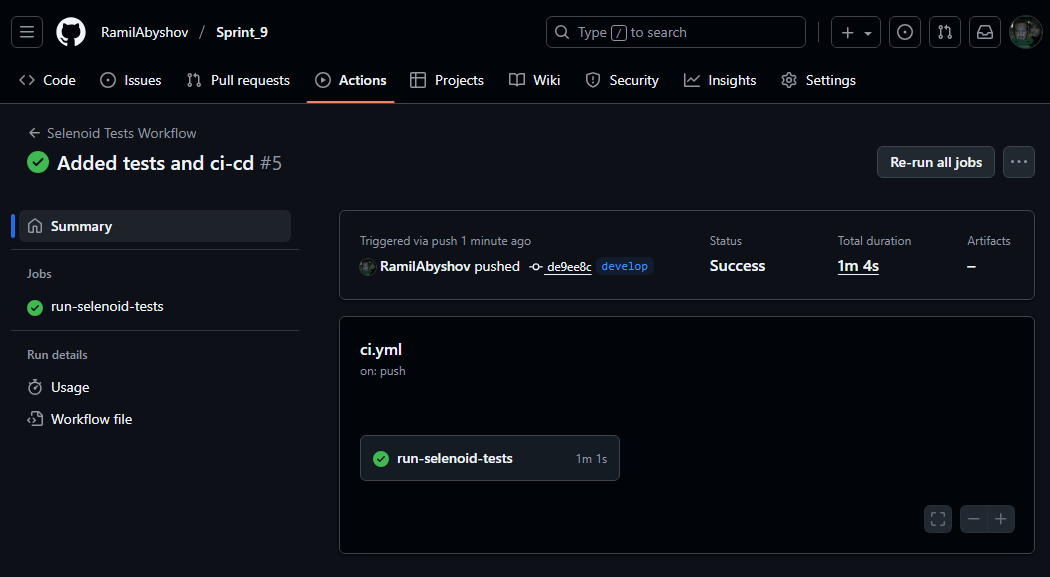 RamilAbyshov / Sprint_9
Type / to search
Code Issues Pull requests Actions Projects Wiki Security Insights Settings
Selenoid Tests Workflow
Added tests and ci-cd #5
Re-run all jobs
Summary
Jobs
run-selenoid-tests
Run details
Usage
Workflow file
Triggered via push 1 minute ago
RamilAbyshov pushed de9ee8c develop
Status
Success
Total duration
1m 4s
Artifacts
–
ci.yml
on: push
run-selenoid-tests 1m 1s